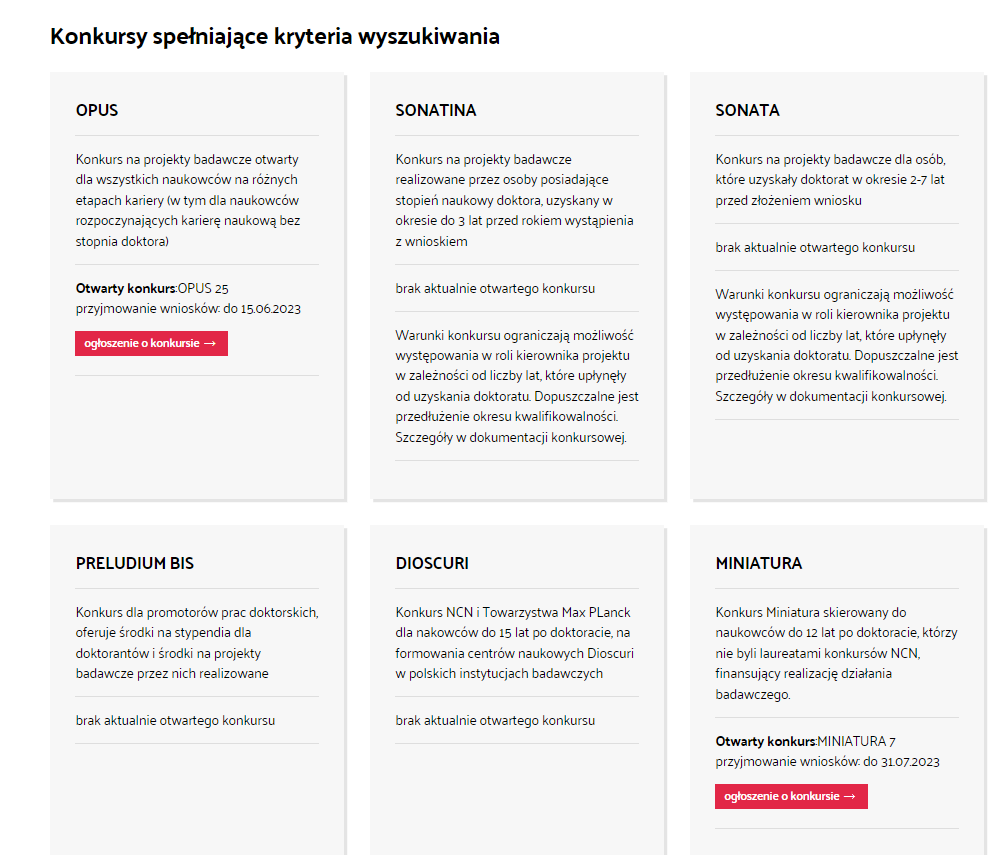 Konkursy spełniające kryteria wyszukiwania
OPUS
Konkurs na projekty badawcze otwarty
dla wszystkich naukowców na różnych
etapach kariery (w tym dla naukowców
rozpoczynających karierę naukową bez
stopnia doktora)
Otwarty konkurs:OPUS 25
przyjmowanie wniosków: do 15.06.2023
ogłoszenie o konkursie →
SONATINA
Konkurs na projekty badawcze
realizowane przez osoby posiadające
stopień naukowy doktora, uzyskany w
okresie do 3 lat przed rokiem wystąpienia
z wnioskiem
brak aktualnie otwartego konkursu
Warunki konkursu ograniczają możliwość
występowania w roli kierownika projektu
w zależności od liczby lat, które upłynęły
od uzyskania doktoratu. Dopuszczalne jest
przedłużenie okresu kwalifikowalności.
Szczegóły w dokumentacji konkursowej.
SONATA
Konkurs na projekty badawcze dla osób,
które uzyskały doktorat w okresie 2-7 lat
przed złożeniem wniosku
brak aktualnie otwartego konkursu
Warunki konkursu ograniczają możliwość
występowania w roli kierownika projektu
w zależności od liczby lat, które upłynęły
od uzyskania doktoratu. Dopuszczalne jest
przedłużenie okresu kwalifikowalności.
Szczegóły w dokumentacji konkursowej.
PRELUDIUM BIS
Konkurs dla promotorów prac doktorskich,
oferuje środki na stypendia dla
doktorantów i środki na projekty
badawcze przez nich realizowane
brak aktualnie otwartego konkursu
DIOSCURI
Konkurs NCN i Towarzystwa Max PLanck
dla nakowców do 15 lat po doktoracie, na
formowania centrów naukowych Dioscuri
w polskich instytucjach badawczych
brak aktualnie otwartego konkursu
MINIATURA
Konkurs Miniatura skierowany do
naukowców do 12 lat po doktoracie, którzy
nie byli laureatami konkursów NCN,
finansujący realizację działania
badawczego.
Otwarty konkurs:MINIATURA 7
przyjmowanie wniosków: do 31.07.2023
ogłoszenie o konkursie →